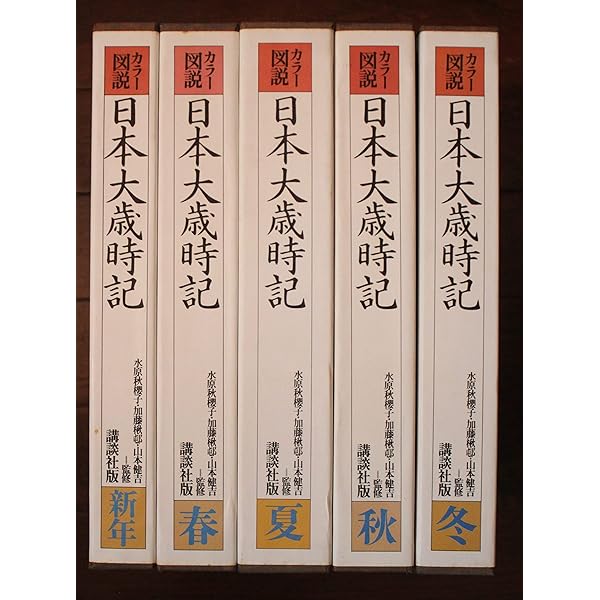 カラー
図説
日本大歳時記
水原秋櫻子・加藤楸邨・山本健吉
―監修
講談社版
新年
カラー
図説
日本大歳時記
水原秋櫻子・加藤楸邨・山本健吉
―監修
講談社版
春
カラー
図説
日本大歳時記
水原秋櫻子・加藤楸邨・山本健吉
―監修
講談社版
夏
カラー
図説
日本大歳時記
水原秋櫻子・加藤楸邨・山本健吉
―監修
講談社版
秋
カラー
図説
日本大歳時記
水原秋櫻子・加藤楸邨・山本健吉
―監修
講談社版
冬